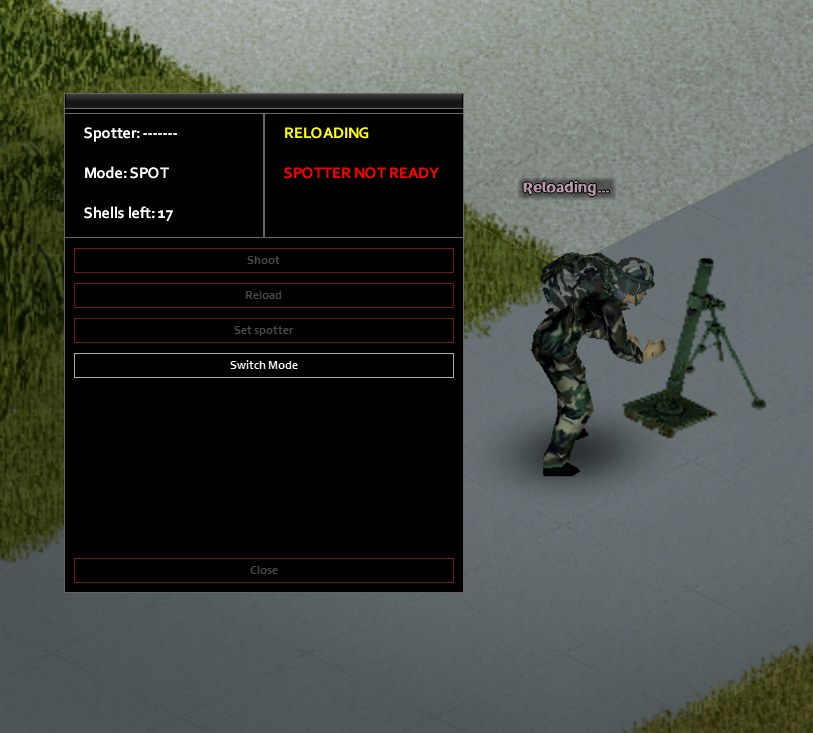 Spotter: -------
RELOADING
Mode: SPOT
SPOTTER NOT READY
Shells left: 17
Reloading...
Shoot
Reload
Set spotter
Switch Mode
Close